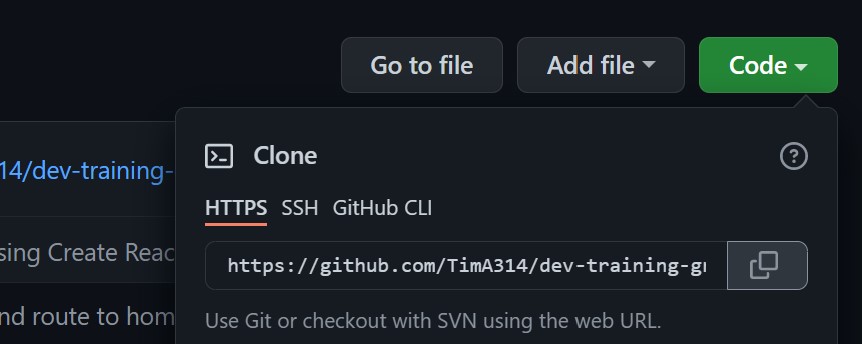 Go to file Add file Code
Clone
14/dev-training-
HTTPS SSH GitHub CLI
sing Create Reac
https://github.com/TimA314/dev-training-
nd route to hom
Use Git or checkout with SVN using the web URL.